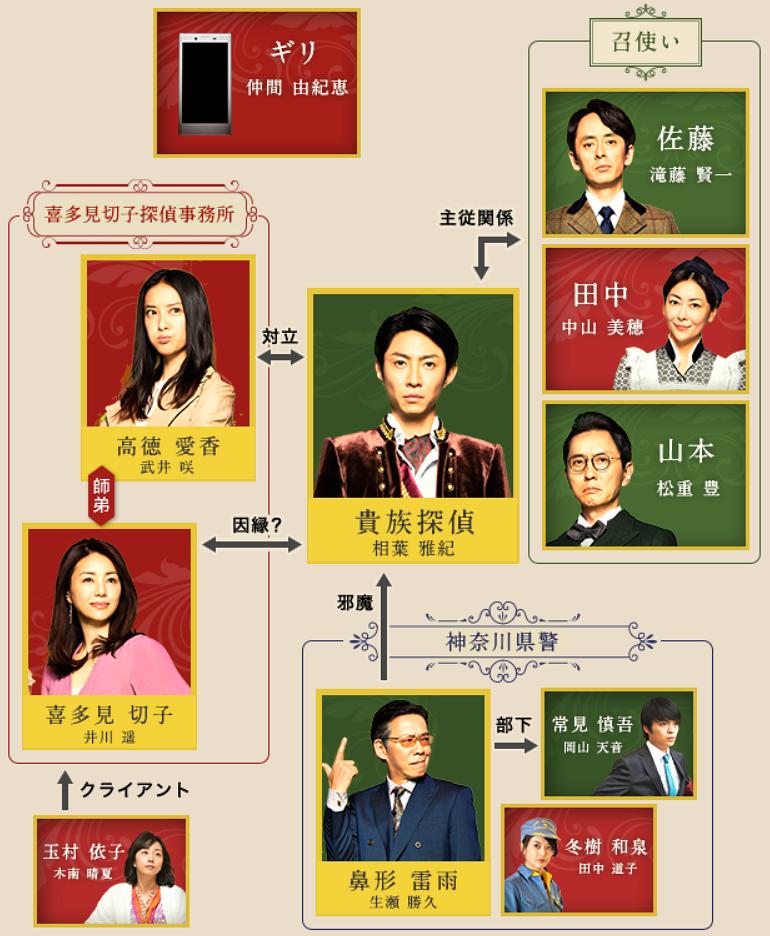 ギリ
仲間 由紀恵
召使い
佐藤
滝藤 賢一
田中
中山 美穂
山本
松重 豊
主従関係
喜多見切子探偵事務所
高徳 愛香
武井 咲
対立
師弟
貴族探偵
相葉 雅紀
因縁?
喜多見 切子
井川 遥
クライアント
玉村 依子
木南 晴夏
邪魔
神奈川県警
鼻形 雷雨
生瀬 勝久
部下
常見 慎吾
岡山 天音
冬樹 和泉
田中 道子